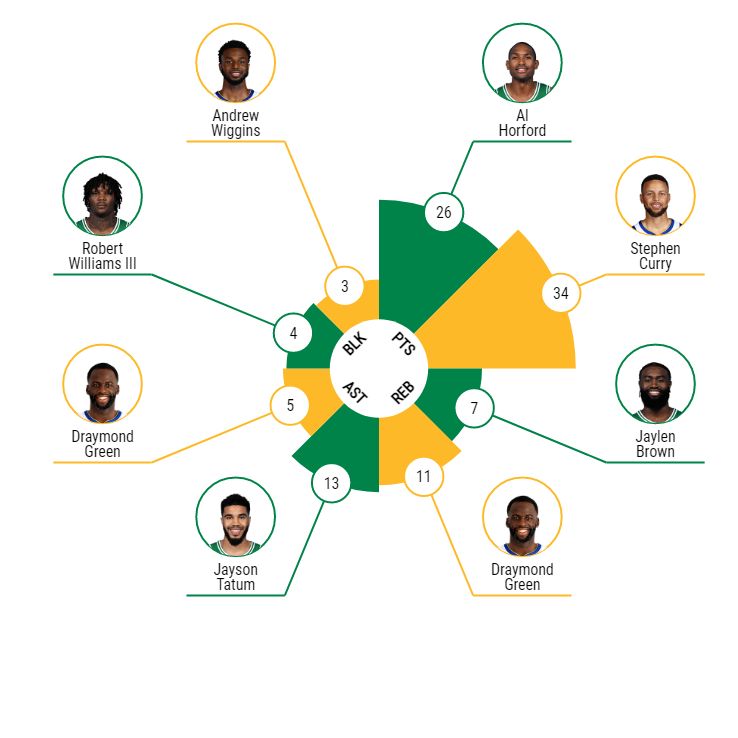 Andrew
Wiggins
Al
Horford
Robert
Williams III
Stephen
Curry
26
3
34
4
BLK
PTS
AST
REB
5
7
Draymond
Green
Jaylen
Brown
11
13
Jayson
Tatum
Draymond
Green